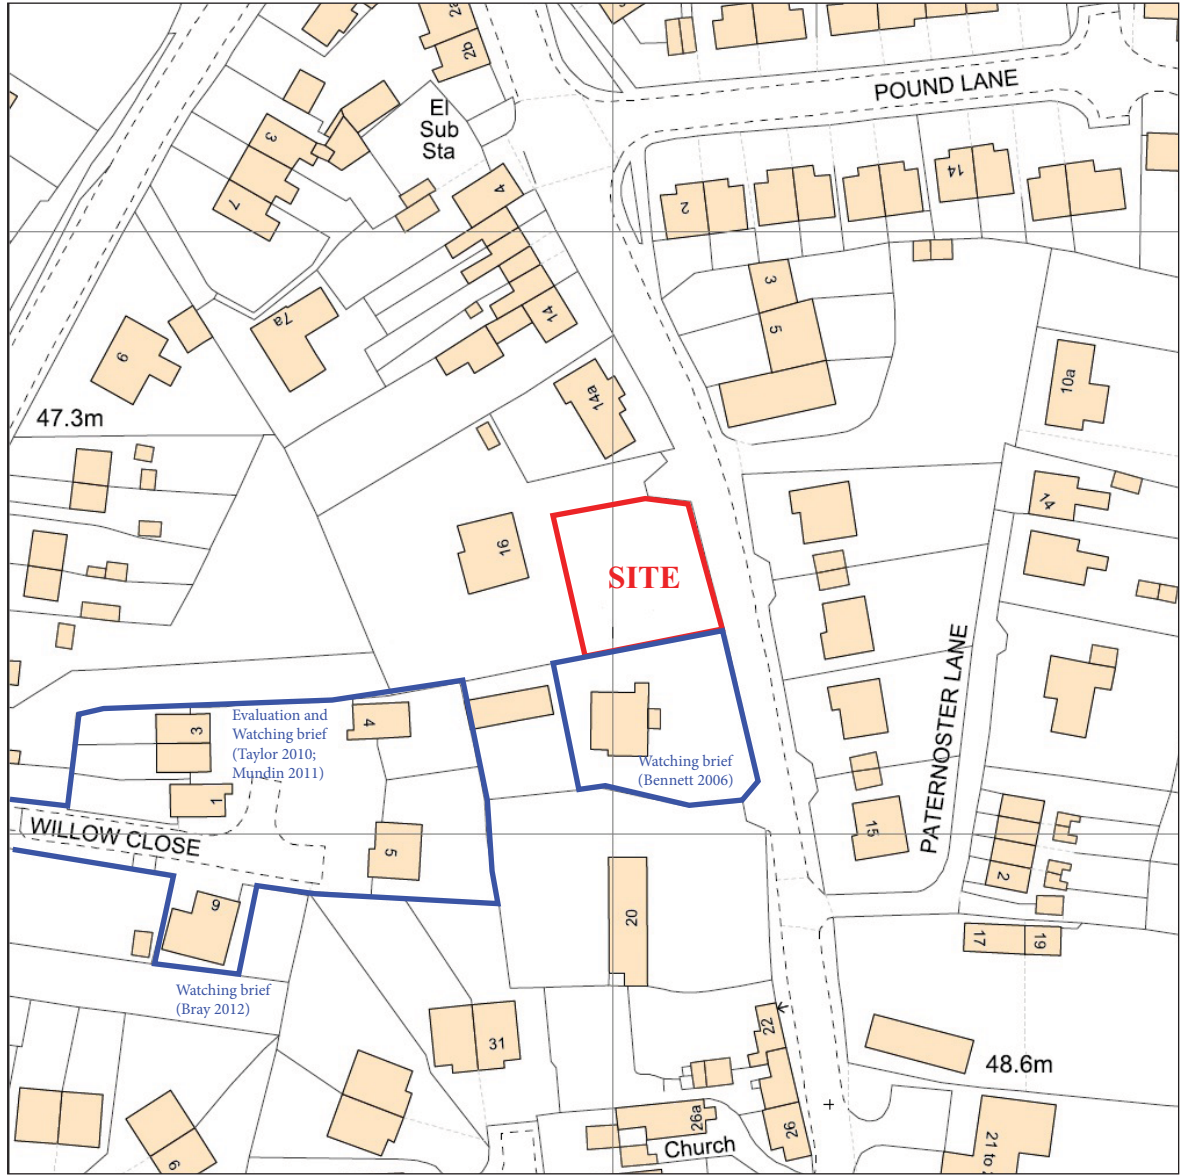 2a
2b
El
Sub
Sta
POUND LANE
3
7
4
2
14
7a
14
3
5
9
47.3m
14a
10a
14
16
SITE
PATERNOSTER LANE
Evaluation and
Watching brief
(Taylor 2010;
Mundin 2011)
3
4
1
Watching brief
(Bennett 2006)
WILLOW CLOSE
5
15
2
9
20
17
19
Watching brief
(Bray 2012)
22
31
48.6m
26a
26
Church
21 to